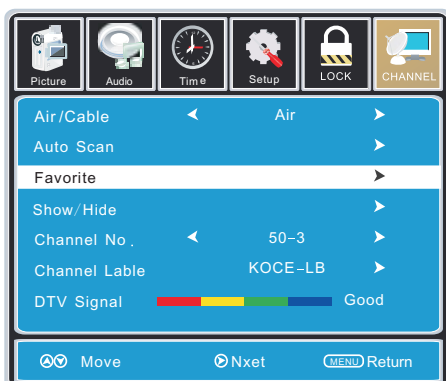 Picture Audio Time Setup LOCK CHANNEL
Air/Cable Air
Auto Scan
Favorite
Show/Hide
Channel No. 50-3
Channel Lable KOCE-LB
DTV Signal Good
Move Nxet MENU Return